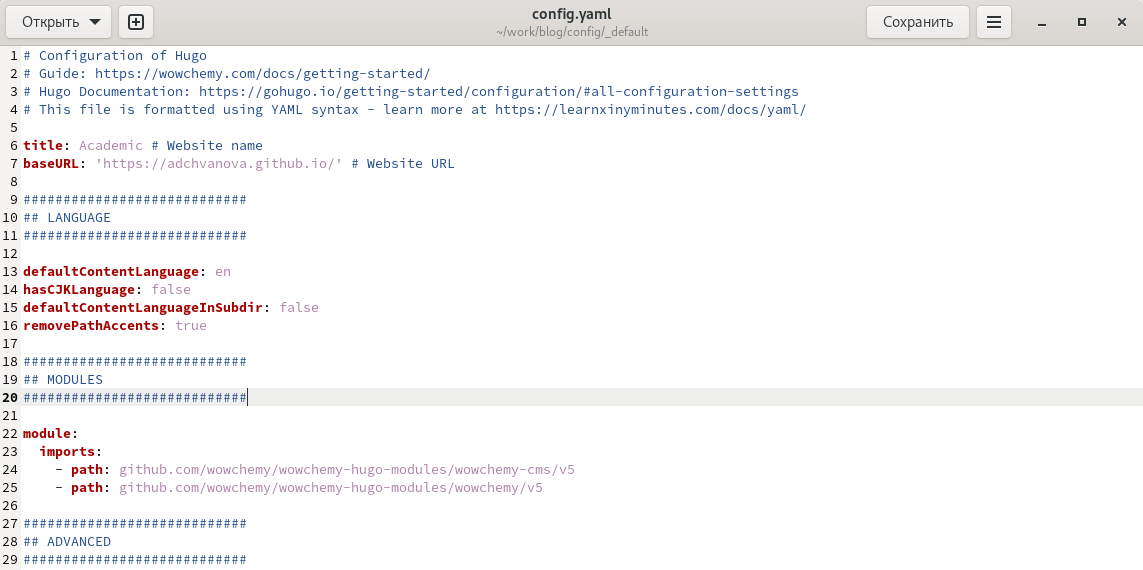 Открыть
config.yaml
~/work/blog/config/_default
Сохранить
1 # Configuration of Hugo
2 # Guide: https://wowchemy.com/docs/getting-started/
3 # Hugo Documentation: https://gohugo.io/getting-started/configuration/#all-configuration-settings
4 # This file is formatted using YAML syntax - learn more at https://learnxinyminutes.com/docs/yaml/
5
6 title: Academic # Website name
7 baseURL: 'https://adchvanova.github.io/' # Website URL
8
9 ############################
10 ## LANGUAGE
11 ############################
12
13 defaultContentLanguage: en
14 hasCJKLanguage: false
15 defaultContentLanguageInSubdir: false
16 removePathAccents: true
17
18 ############################
19 ## MODULES
20 ############################
21
22 module:
23   imports:
24     - path: github.com/wowchemy/wowchemy-hugo-modules/wowchemy-cms/v5
25     - path: github.com/wowchemy/wowchemy-hugo-modules/wowchemy/v5
26
27 ############################
28 ## ADVANCED
29 ############################